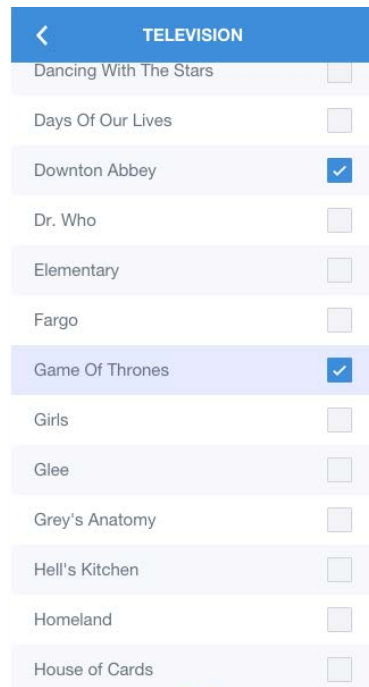 TELEVISION
Dancing With The Stars
Days Of Our Lives
Downton Abbey
Dr. Who
Elementary
Fargo
Game Of Thrones
Girls
Glee
Grey's Anatomy
Hell's Kitchen
Homeland
House of Cards